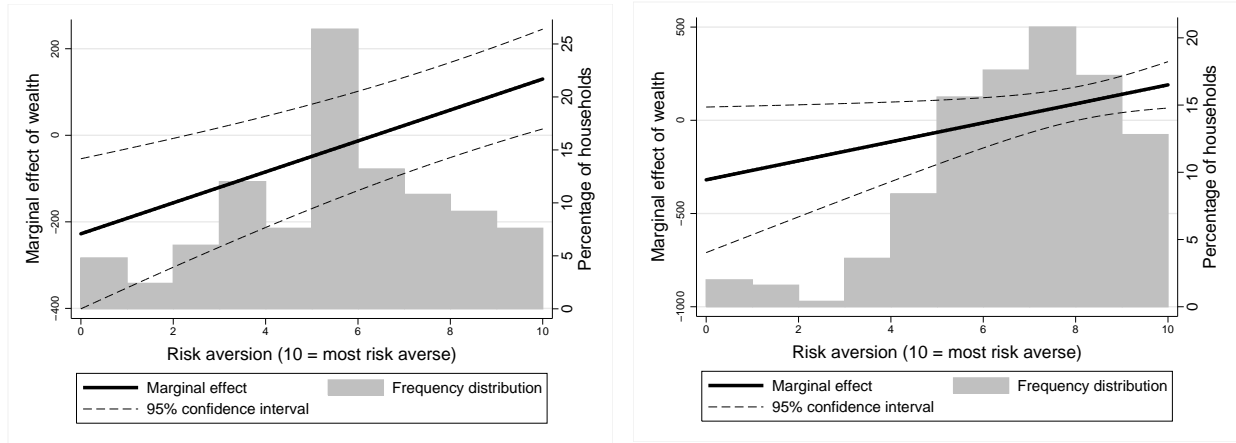 Marginal effect of wealth
200
0
−200
−400
25
20
15
10
5
0
Percentage of households
0 2 4 6 8 10
Risk aversion (10 = most risk averse)
Marginal effect Frequency distribution
95% confidence interval
Marginal effect of wealth
500
0
−500
−1000
20
15
10
5
0
Percentage of households
0 2 4 6 8 10
Risk aversion (10 = most risk averse)
Marginal effect Frequency distribution
95% confidence interval